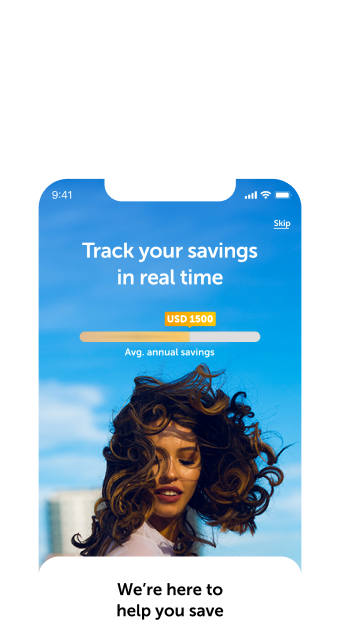 9:41
Skip
Track your savings
in real time
USD 1500
Avg. annual savings
We're here to
help you save